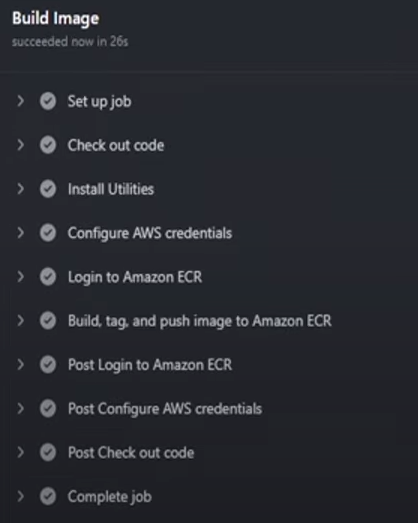 Build Image
succeeded now in 26s
Set up job
Check out code
Install Utilities
Configure AWS credentials
Login to Amazon ECR
Build, tag, and push image to Amazon ECR
Post Login to Amazon ECR
Post Configure AWS credentials
Post Check out code
Complete job